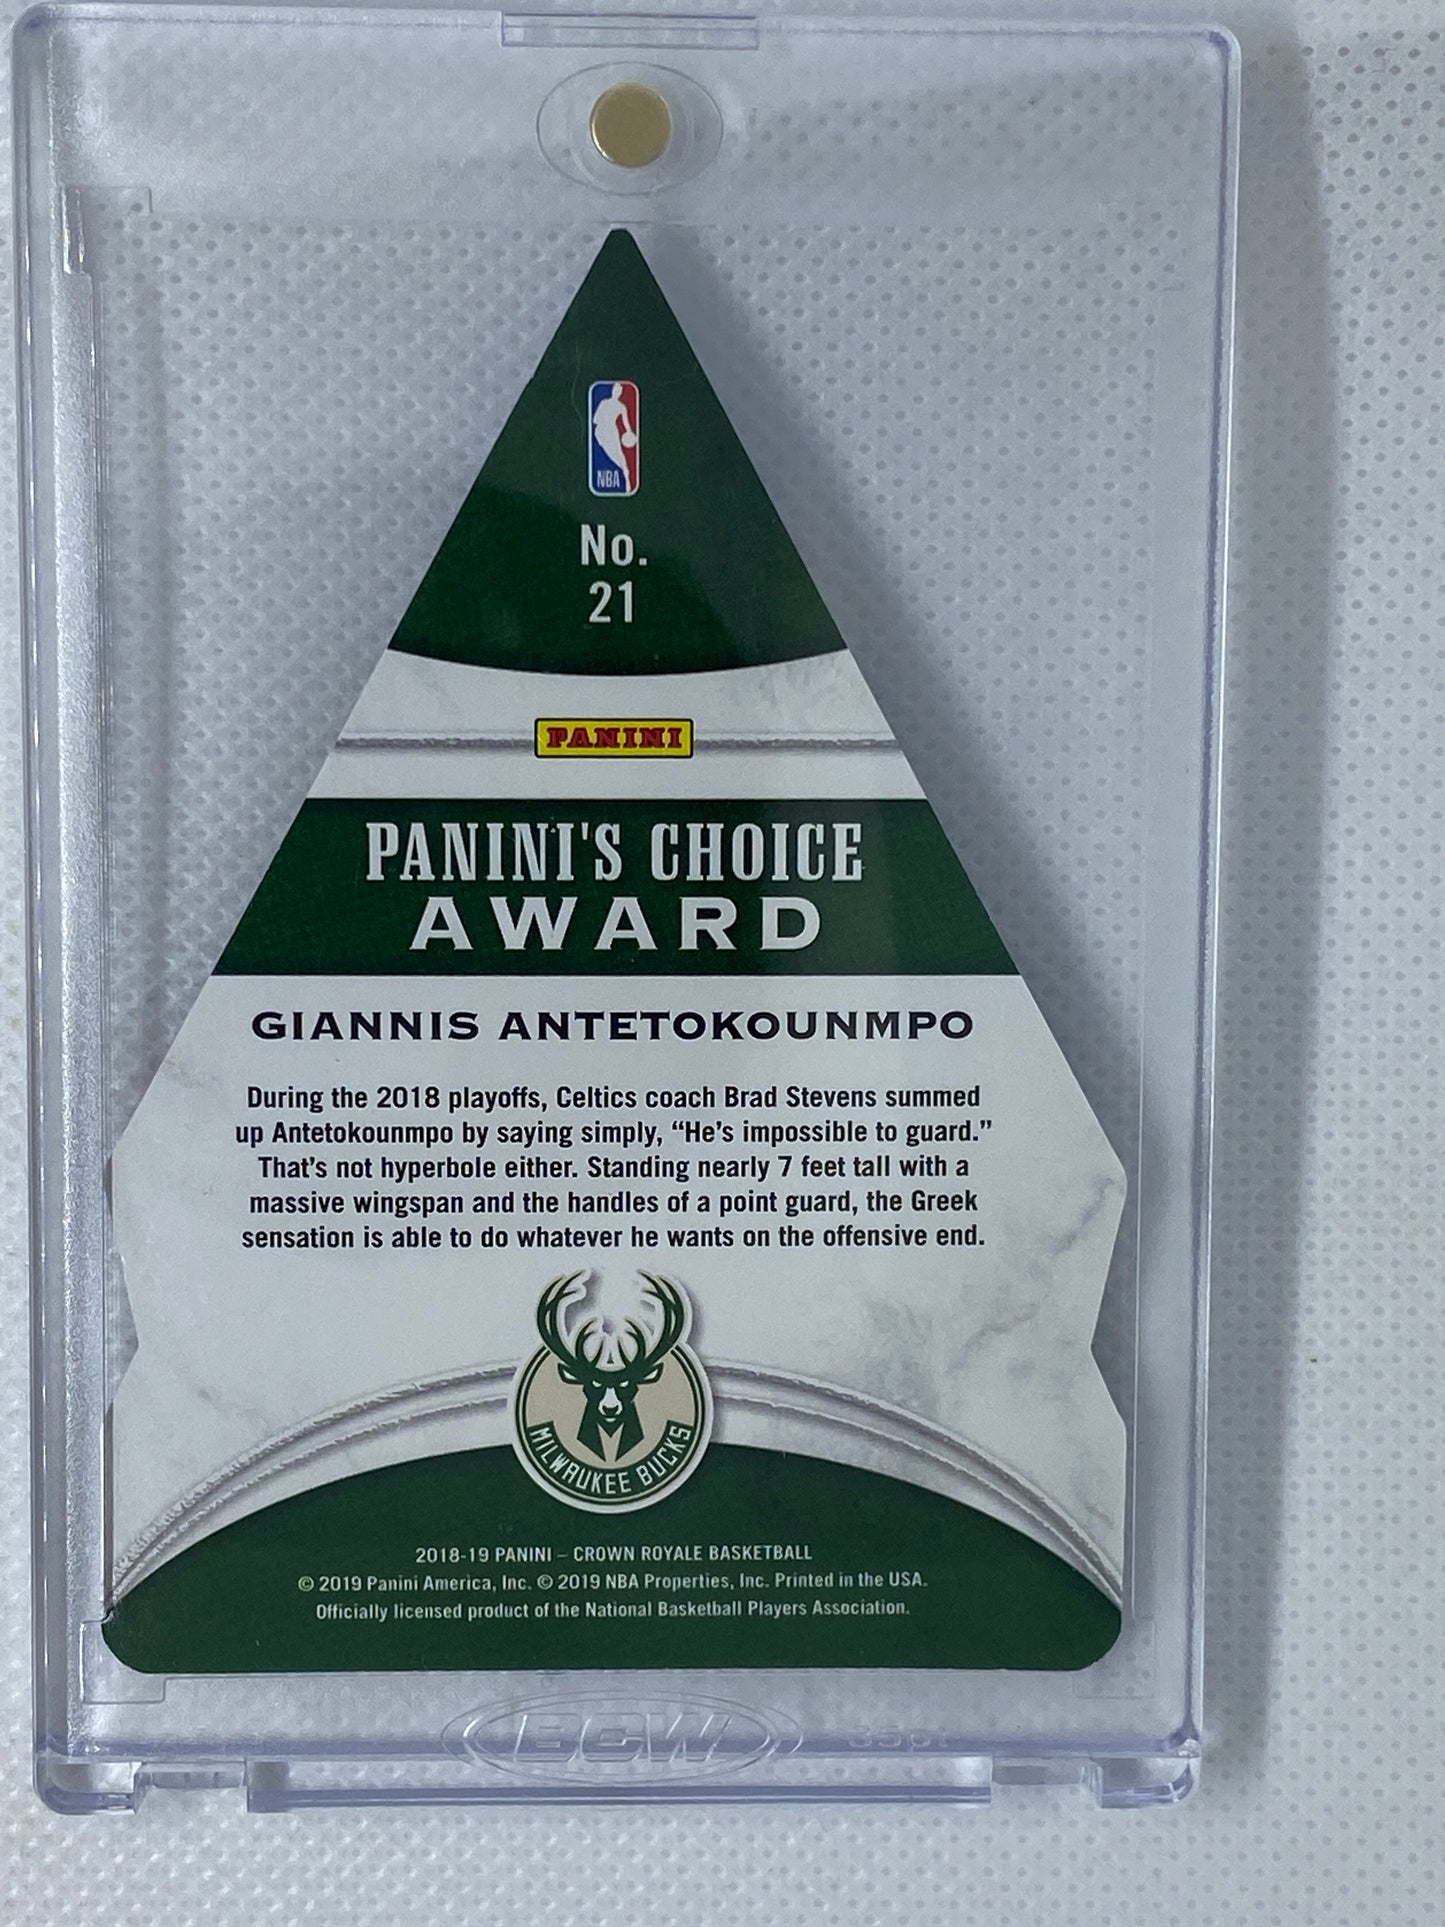 NBA
No.
21
PANINI
PANINI'S CHOICE
AWARD
GIANNIS ANTETOKOUNMPO
During the 2018 playoffs, Celtics coach Brad Stevens summed
up Antetokounmpo by saying simply, “He’s impossible to guard.”
That’s not hyperbole either. Standing nearly 7 feet tall with a
massive wingspan and the handles of a point guard, the Greek
sensation is able to do whatever he wants on the offensive end.
MILWAUKEE BUCKS
2018-19 PANINI – CROWN ROYALE BASKETBALL
© 2019 Panini America, Inc. © 2019 NBA Properties, Inc. Printed in the USA.
Officially licensed product of the National Basketball Players Association.
BCW 35pt